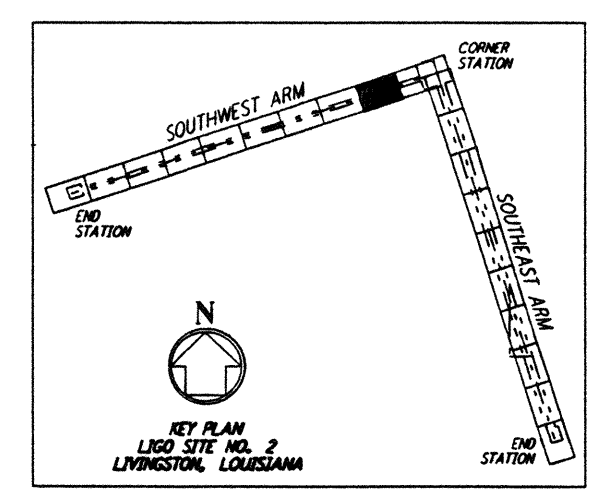 CORNER
STATION
SOUTHWEST ARM
END
STATION
SOUTHEAST ARM
N
KEY PLAN
LIGO SITE NO. 2
LIVINGSTON, LOUISIANA
END
STATION